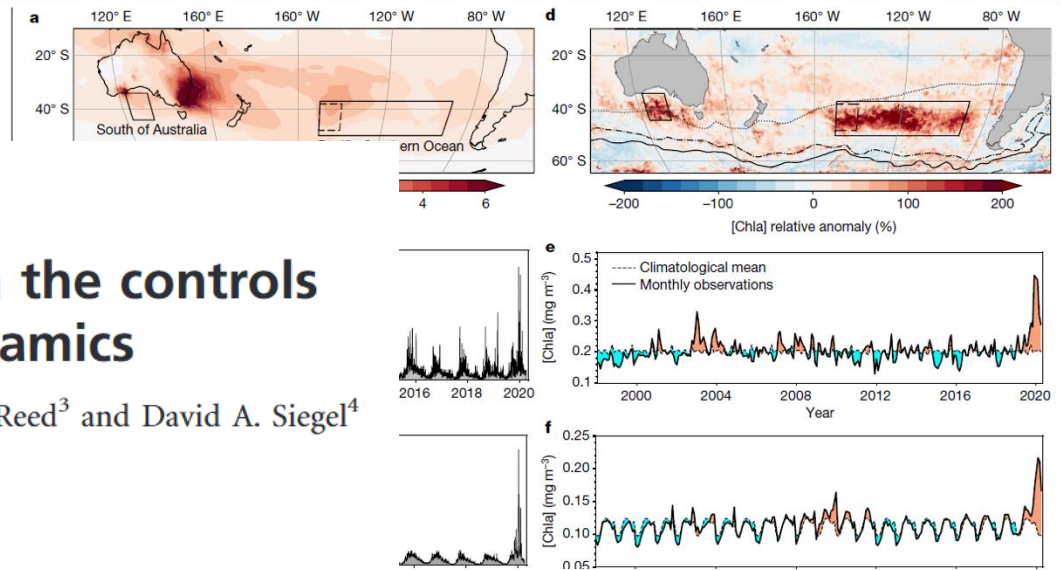 a
120° E 160° E 160° W 120° W 80° W
20° S
40° S
South of Australia
ern Ocean
4 6
d
120° E 160° E 160° W 120° W 80° W
20° S
40° S
60° S
−200 −100 0 100 200
[Chla] relative anomaly (%)
the controls
amics
Reed³ and David A. Siegel⁴
2016 2018 2020
e
[Chla] (mg m⁻³)
0.5
0.4
0.3
0.2
0.1
Climatological mean
Monthly observations
2000 2004 2008 2012 2016 2020
Year
2016 2018 2020
f
[Chla] (mg m⁻³)
0.25
0.20
0.15
0.10
0.05